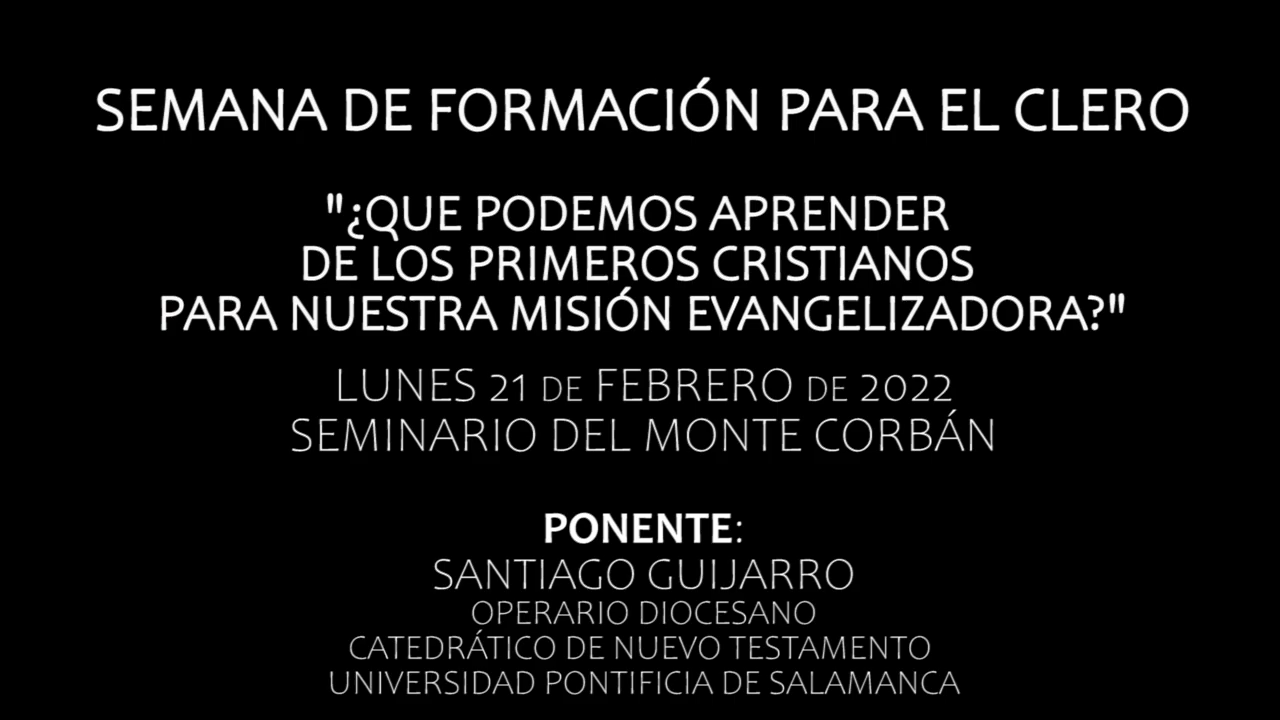 SEMANA DE FORMACIÓN PARA EL CLERO
"¿QUE PODEMOS APRENDER
DE LOS PRIMEROS CRISTIANOS
PARA NUESTRA MISIÓN EVANGELIZADORA?"
LUNES 21 DE FEBRERO DE 2022
SEMINARIO DEL MONTE CORBÁN
PONENTE:
SANTIAGO GUIJARRO
OPERARIO DIOCESANO
CATEDRÁTICO DE NUEVO TESTAMENTO
UNIVERSIDAD PONTIFICIA DE SALAMANCA